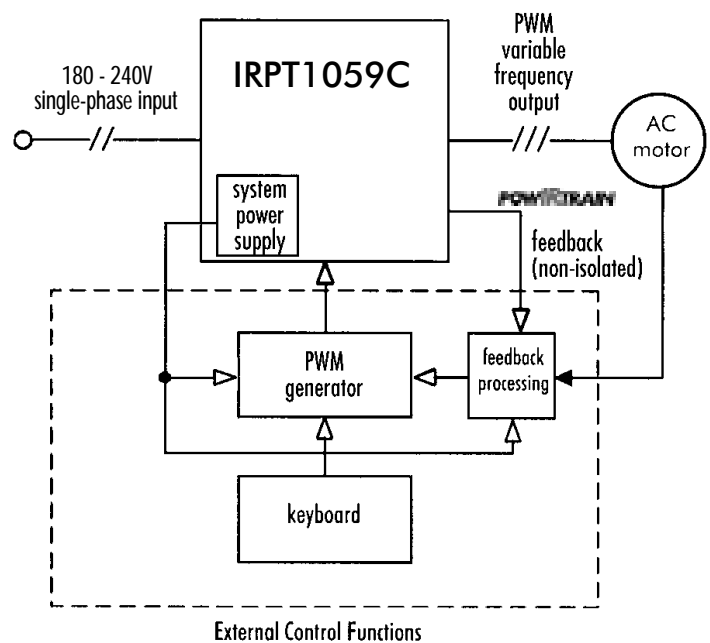 180 - 240V
single-phase input
IRPT1059C
PWM
variable
frequency
output
AC
motor
system
power
supply
POWIRTRAIN
feedback
(non-isolated)
PWM
generator
feedback
processing
keyboard
External Control Functions